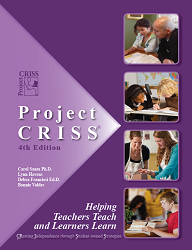 Project
CRISS
Project
CRISS®
4th Edition
Carol Santa Ph.D.
Lynn Havens
Debra Franciosi Ed.D.
Bonnie Valdes
Helping
Teachers Teach
and Learners Learn
CReating Independence through Student-owned Strategies